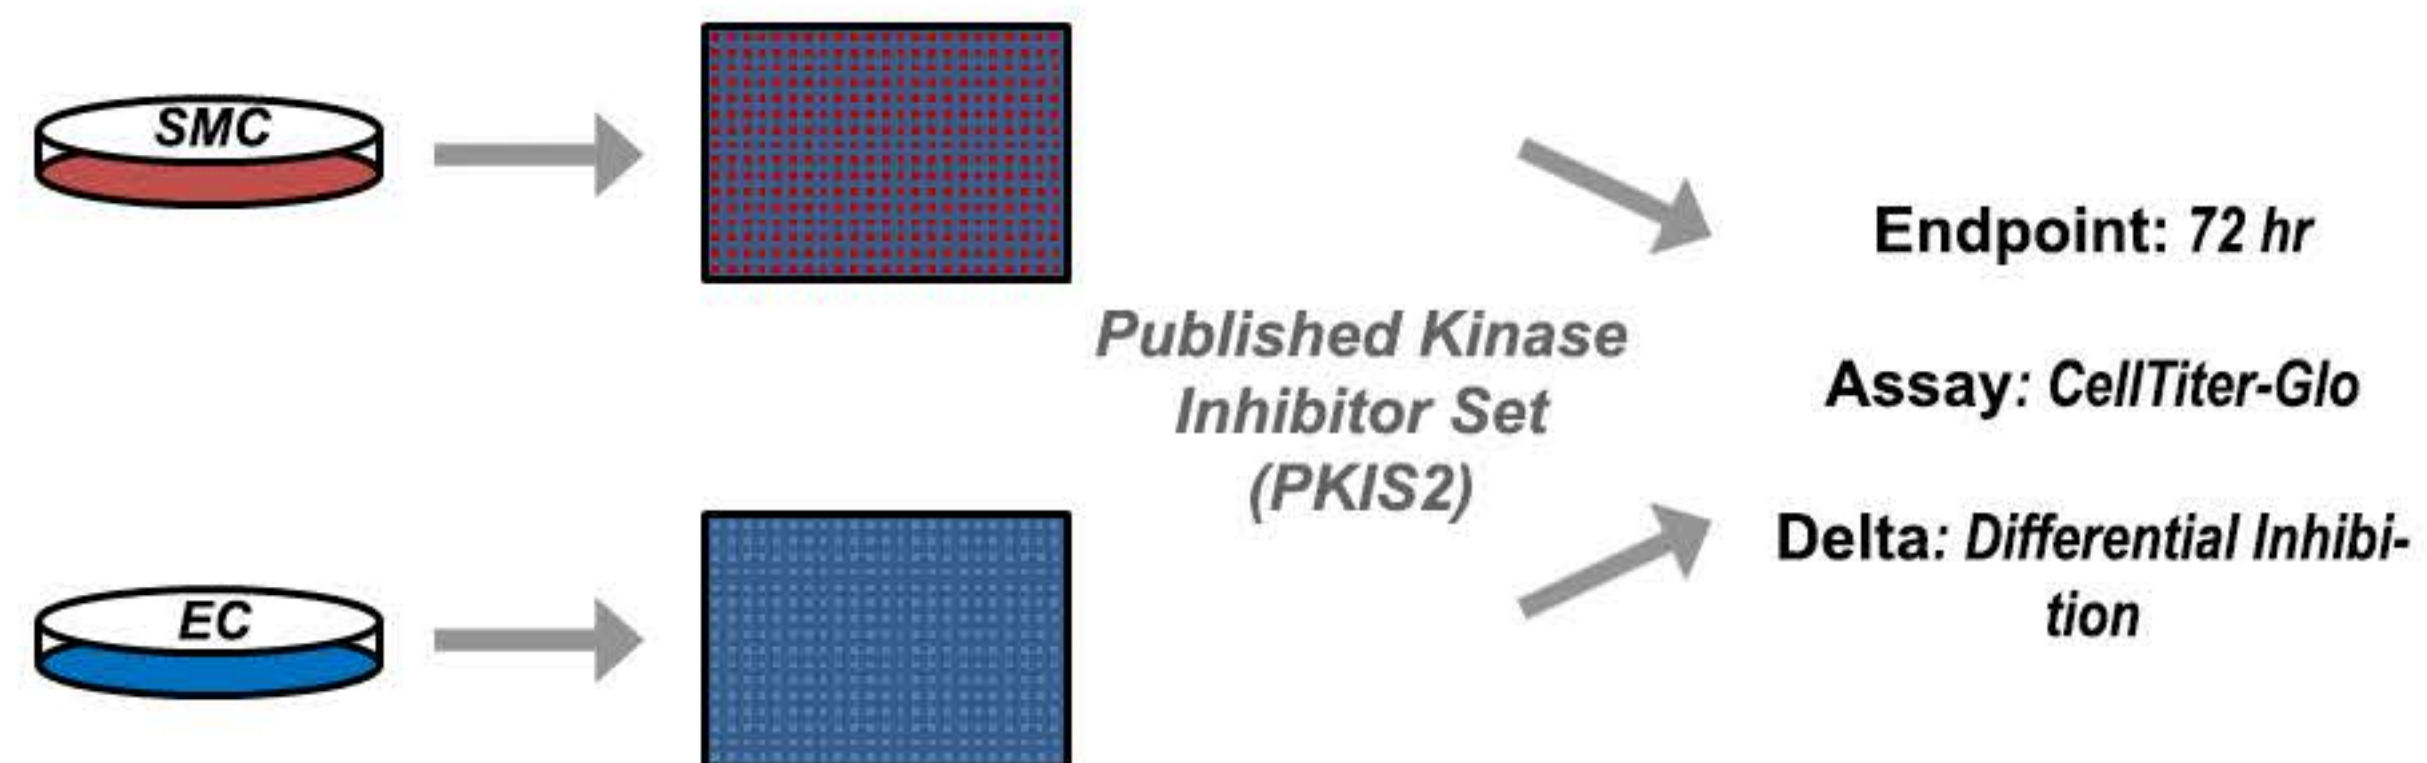 SMC
EC
Published Kinase
Inhibitor Set
(PKIS2)
Endpoint: 72 hr
Assay: CellTiter-Glo
Delta: Differential Inhibi-
tion